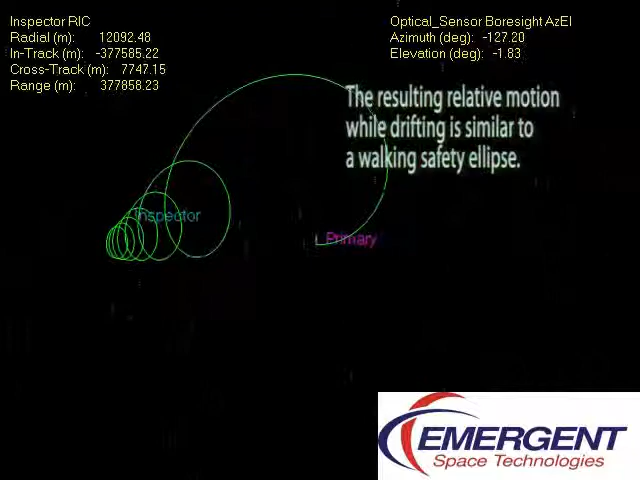 Inspector RIC
Radial (m): 12092.48
In-Track (m): -377585.22
Cross-Track (m): 7747.15
Range (m): 377858.23
Optical_Sensor Boresight AzEl
Azimuth (deg): -127.20
Elevation (deg): -1.83
The resulting relative motion
while drifting is similar to
a walking safety ellipse.
Inspector
Primary
EMERGENT
Space Technologies